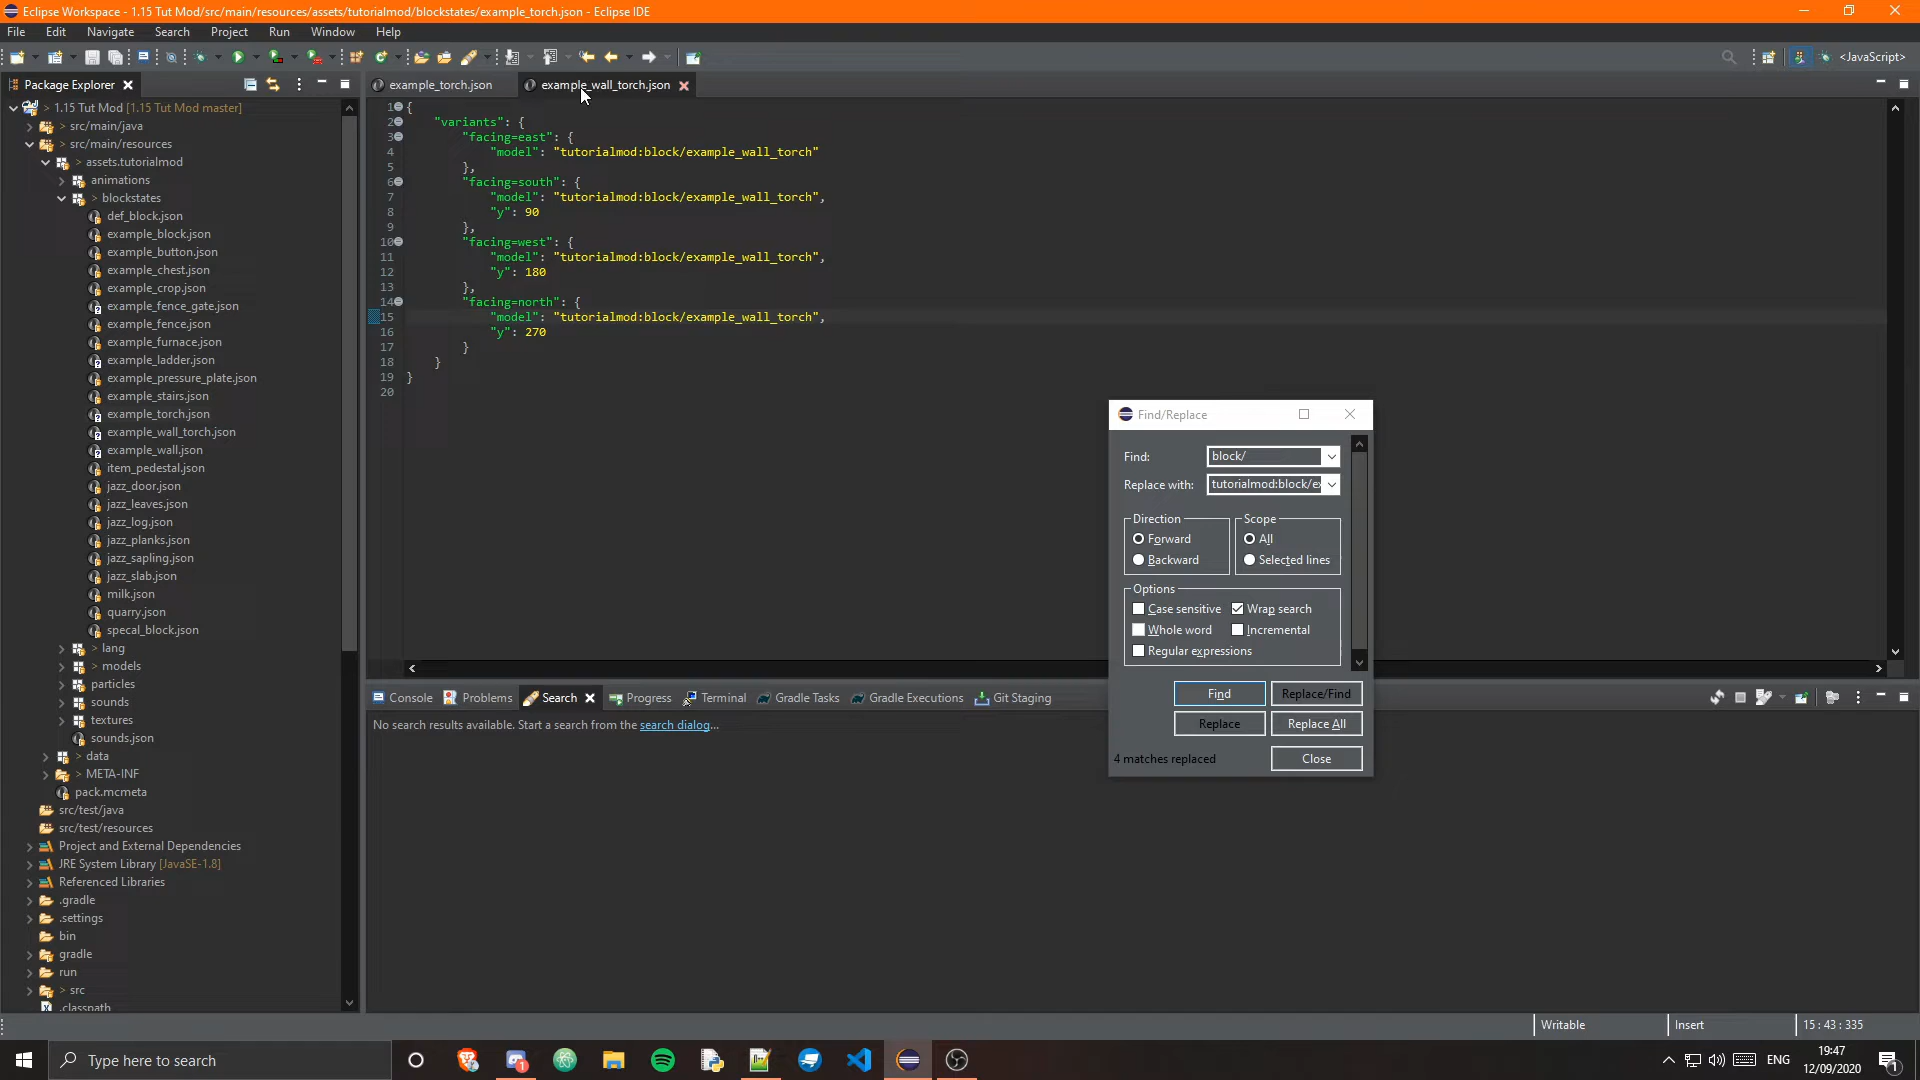 Eclipse Workspace - 1.15 Tut Mod/src/main/resources/assets/tutorialmod/blockstates/example_torch.json - Eclipse IDE
File Edit Navigate Search Project Run Window Help
<JavaScript>
Package Explorer
example_torch.json
example_wall_torch.json
> 1.15 Tut Mod [1.15 Tut Mod master]
> src/main/java
> src/main/resources
> assets.tutorialmod
animations
> blockstates
def_block.json
example_block.json
example_button.json
example_chest.json
example_crop.json
example_fence_gate.json
example_fence.json
example_furnace.json
example_ladder.json
example_pressure_plate.json
example_stairs.json
example_torch.json
example_wall_torch.json
example_wall.json
item_pedestal.json
jazz_door.json
jazz_leaves.json
jazz_log.json
jazz_planks.json
jazz_sapling.json
jazz_slab.json
milk.json
quarry.json
specal_block.json
> lang
> models
particles
> sounds
> textures
sounds.json
> data
> META-INF
pack.mcmeta
src/test/java
src/test/resources
Project and External Dependencies
JRE System Library [JavaSE-1.8]
Referenced Libraries
.gradle
.settings
bin
gradle
run
> src
.classpath
1 {
2 "variants": {
3 "facing=east": {
4 "model": "tutorialmod:block/example_wall_torch"
5 },
6 "facing=south": {
7 "model": "tutorialmod:block/example_wall_torch",
8 "y": 90
9 },
10 "facing=west": {
11 "model": "tutorialmod:block/example_wall_torch",
12 "y": 180
13 },
14 "facing=north": {
15 "model": "tutorialmod:block/example_wall_torch",
16 "y": 270
17 }
18 }
19 }
20
Find/Replace
Find: block/
Replace with: tutorialmod:block/ex
Direction
Forward
Backward
Scope
All
Selected lines
Options
Case sensitive Wrap search
Whole word Incremental
Regular expressions
Find Replace/Find
Replace Replace All
4 matches replaced Close
Console Problems Search Progress Terminal Gradle Tasks Gradle Executions Git Staging
No search results available. Start a search from the search dialog...
Writable Insert 15 : 43 : 335
Type here to search
ENG
19:47
12/09/2020
1